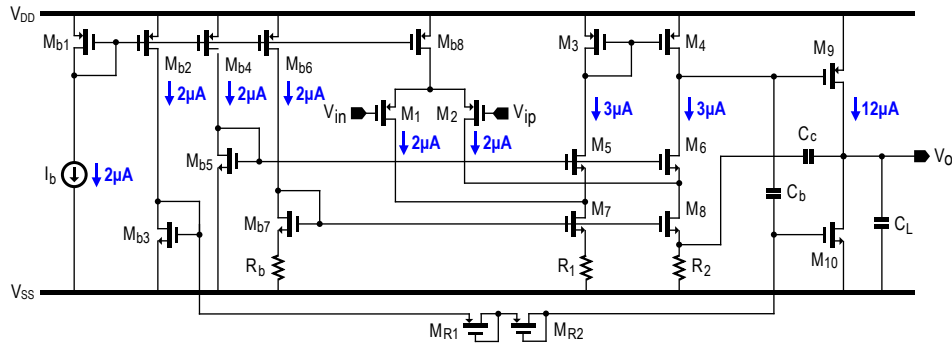 VDD
Mb1
Mb2
Mb4
Mb6
Mb8
M3
M4
M9
2μA
2μA
2μA
3μA
3μA
12μA
Vin
M1
M2
Vip
2μA
2μA
Mb5
M5
M6
Cc
Vo
Ib
2μA
Mb3
Mb7
M7
M8
Cb
CL
M10
Rb
R1
R2
VSS
MR1
MR2